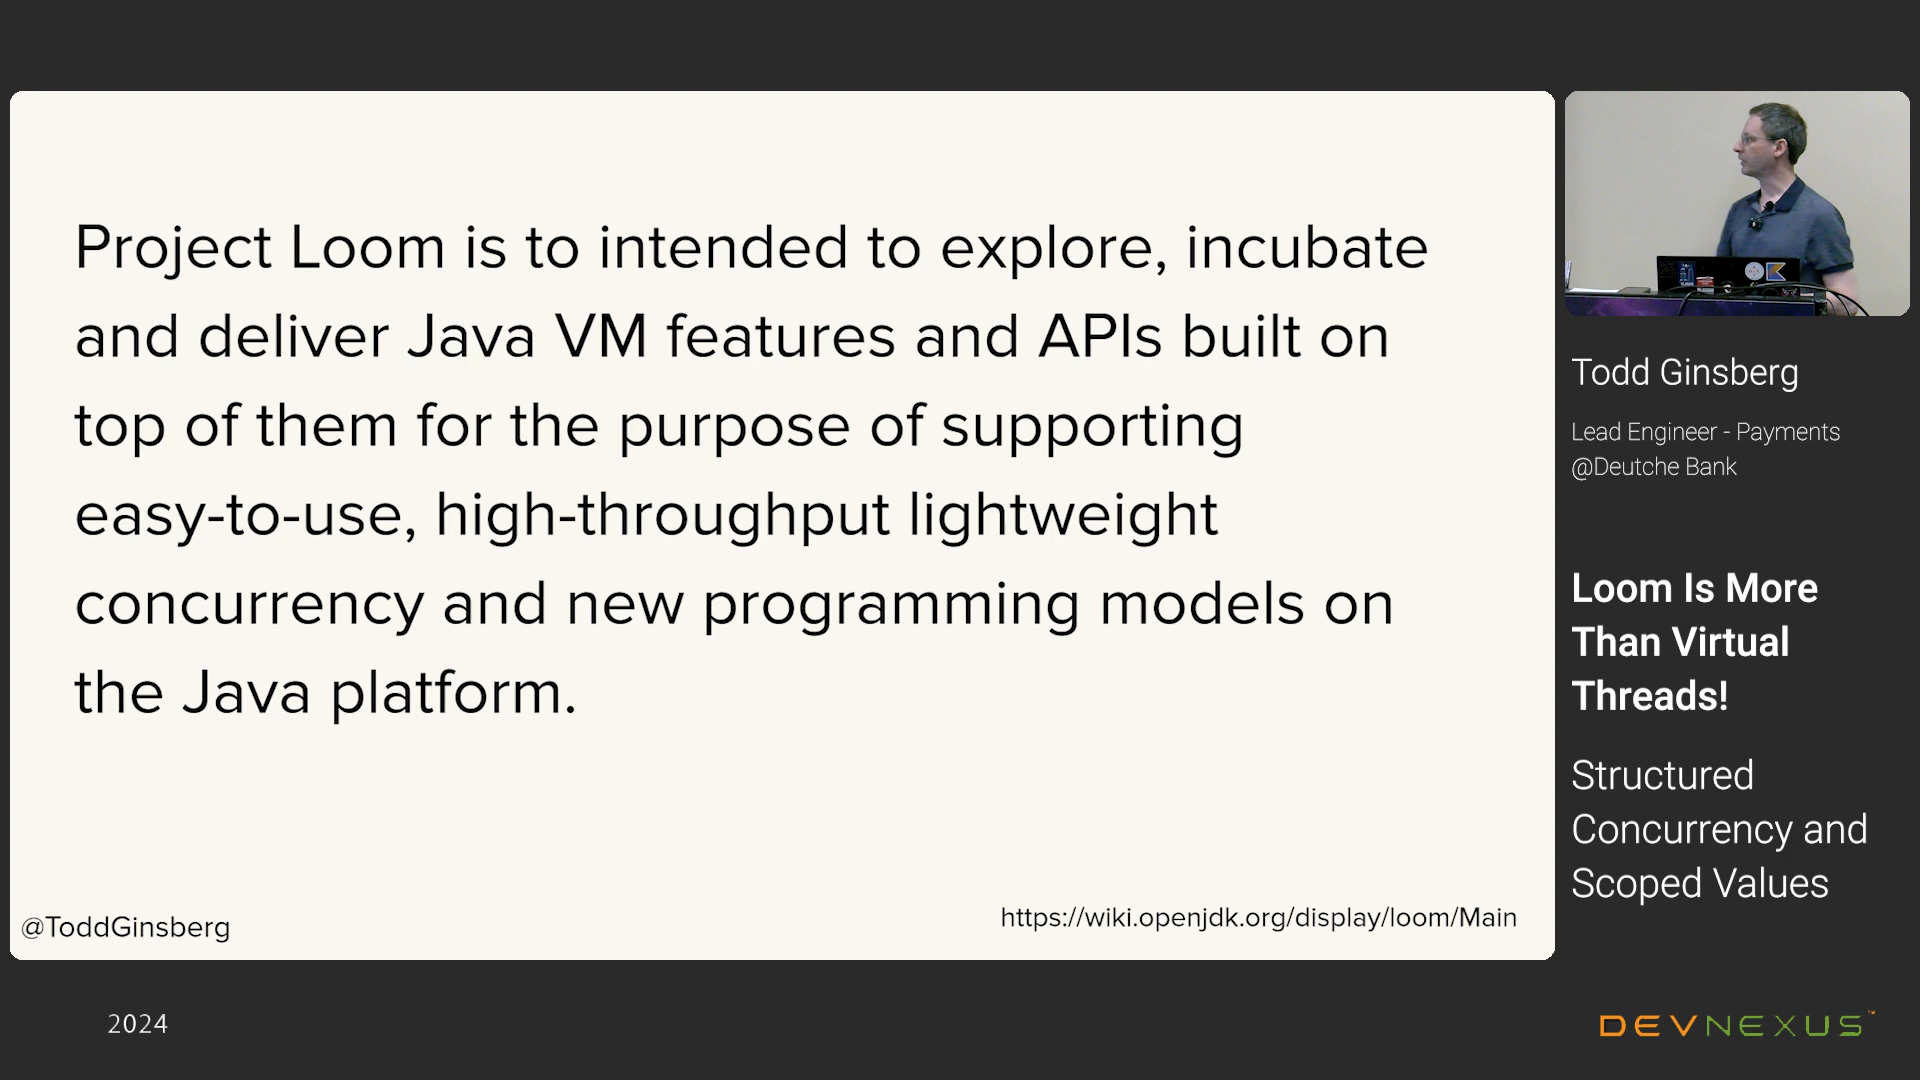 Project Loom is to intended to explore, incubate
and deliver Java VM features and APIs built on
top of them for the purpose of supporting
easy-to-use, high-throughput lightweight
concurrency and new programming models on
the Java platform.
@ToddGinsberg
https://wiki.openjdk.org/display/loom/Main
Todd Ginsberg
Lead Engineer - Payments
@Deutche Bank
Loom Is More
Than Virtual
Threads!
Structured
Concurrency and
Scoped Values
2024
DEVNEXUS™